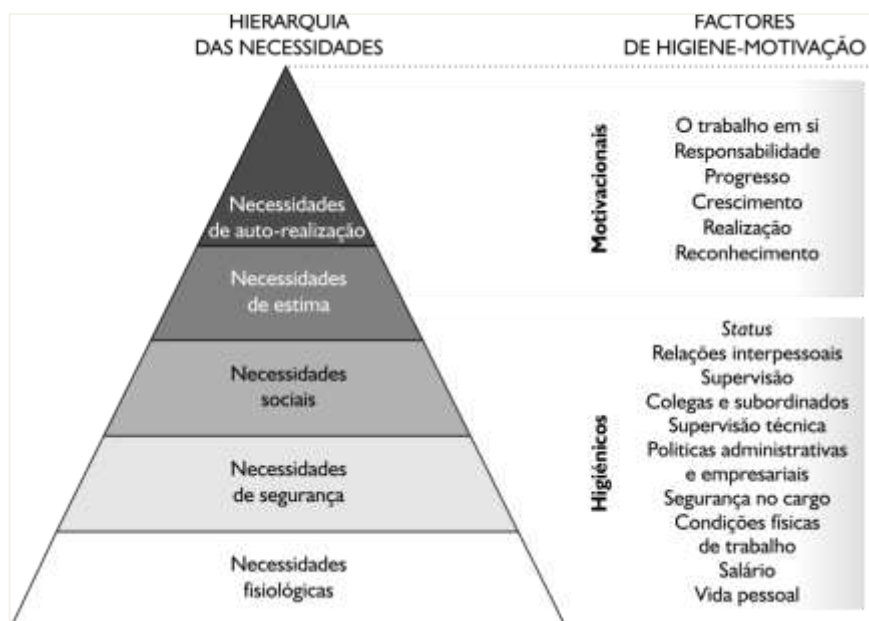 HIERARQUIA
DAS NECESSIDADES
Necessidades
de auto-realização
Necessidades
de estima
Necessidades
sociais
Necessidades
de segurança
Necessidades
fisiológicas
FACTORES
DE HIGIENE-MOTIVAÇÃO
Motivacionais
O trabalho em si
Responsabilidade
Progresso
Crescimento
Realização
Reconhecimento
Higiénicos
Status
Relações interpessoais
Supervisão
Colegas e subordinados
Supervisão técnica
Politicas administrativas
e empresariais
Segurança no cargo
Condições físicas
de trabalho
Salário
Vida pessoal